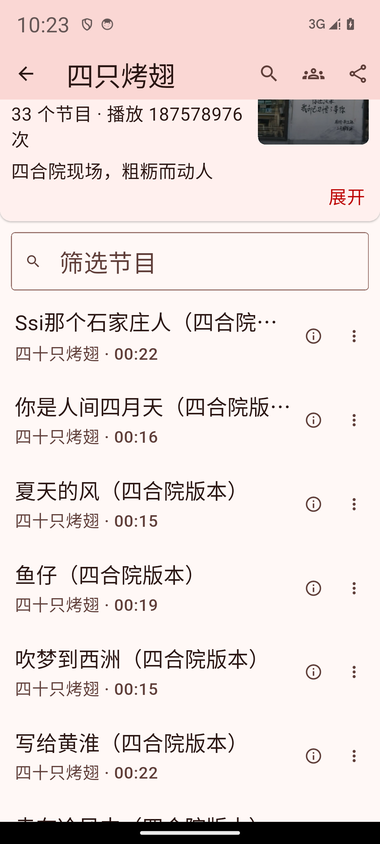 10:23
3G
四只烤翅
33 个节目 · 播放 187578976
次
四合院现场，粗粝而动人
展开
筛选节目
Ssi那个石家庄人（四合院…
四十只烤翅 · 00:22
你是人间四月天（四合院版…
四十只烤翅 · 00:16
夏天的风（四合院版本）
四十只烤翅 · 00:15
鱼仔（四合院版本）
四十只烤翅 · 00:19
吹梦到西洲（四合院版本）
四十只烤翅 · 00:15
写给黄淮（四合院版本）
四十只烤翅 · 00:22